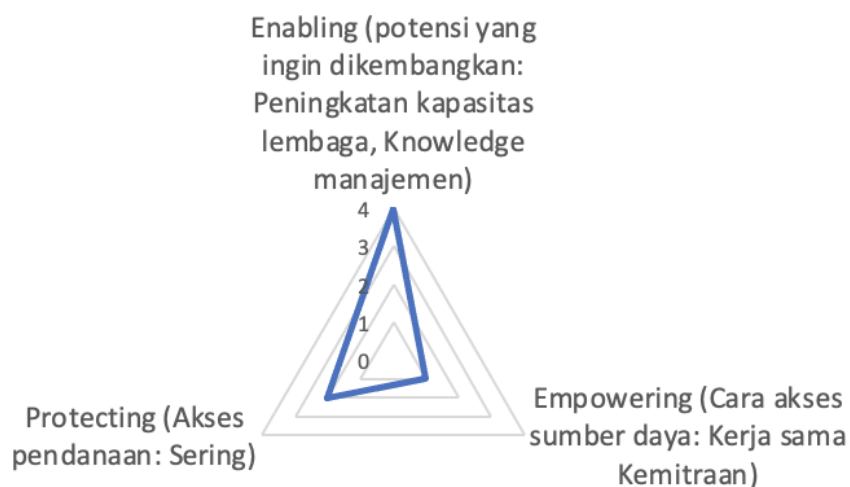 Enabling (potensi yang
ingin dikembangkan:
Peningkatan kapasitas
lembaga, Knowledge
manajemen)
4
3
2
1
0
Protecting (Akses
pendanaan: Sering)
Empowering (Cara akses
sumber daya: Kerja sama
Kemitraan)